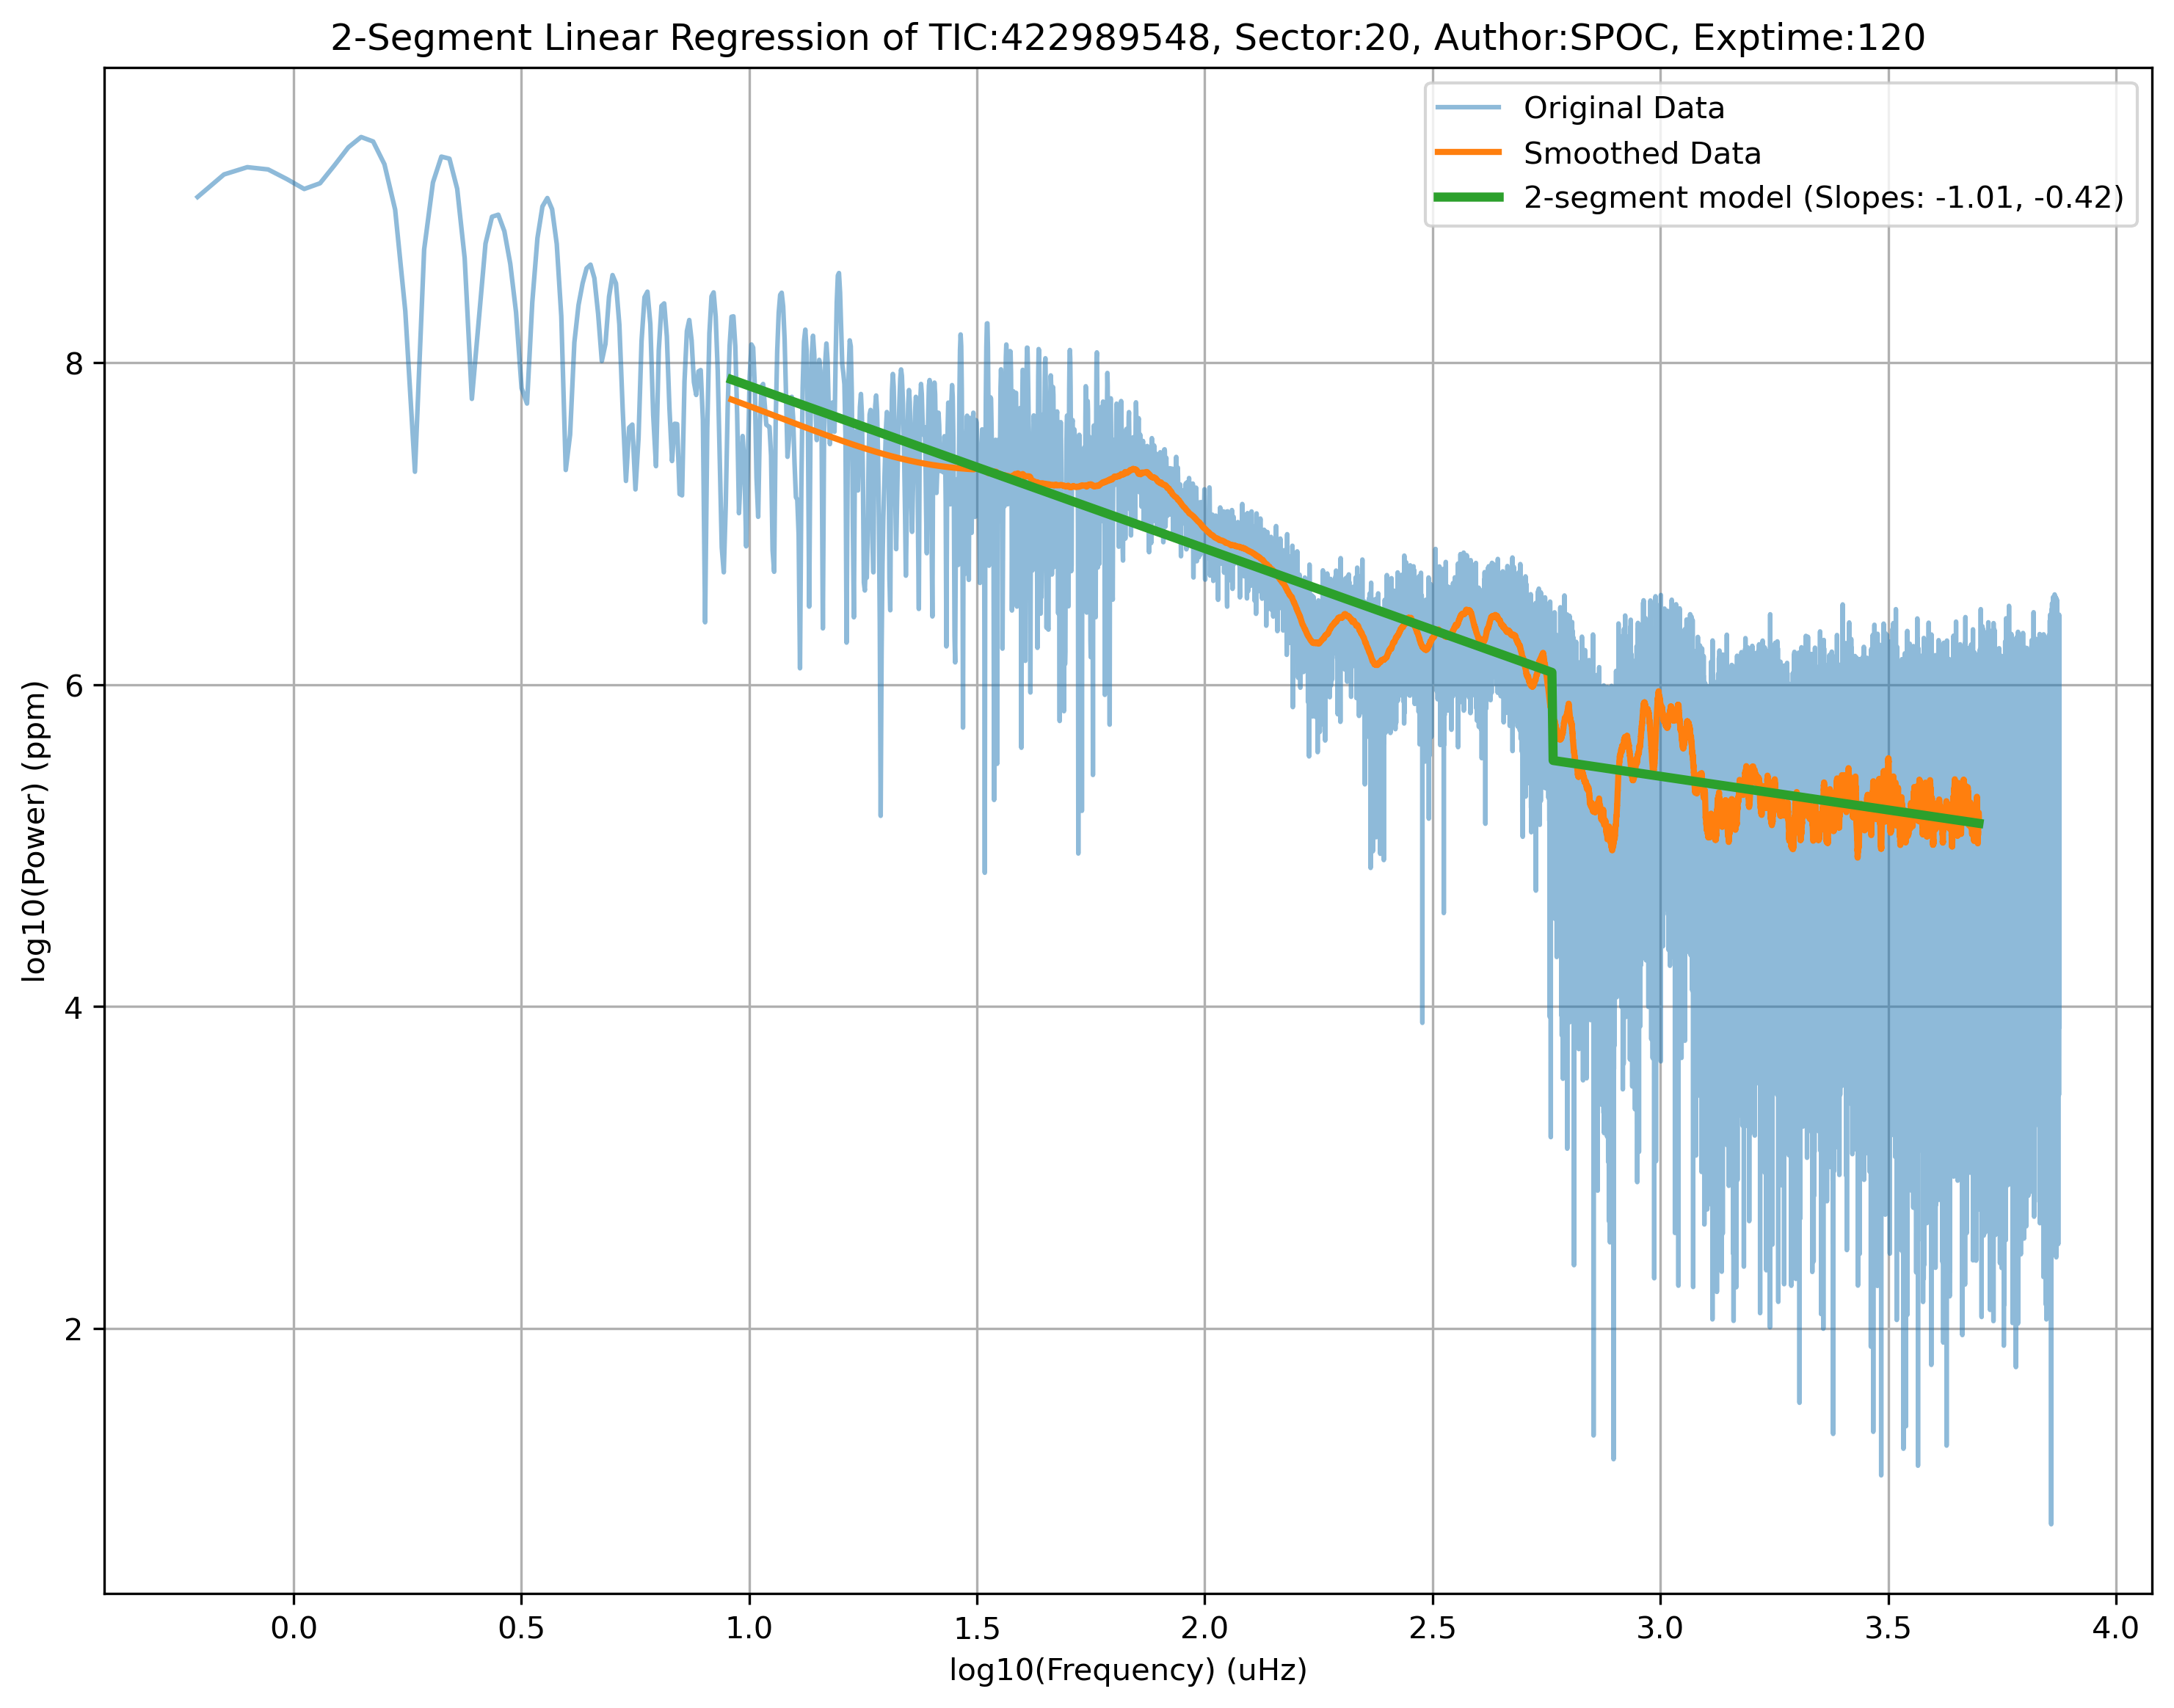 2-Segment Linear Regression of TIC:422989548, Sector:20, Author:SPOC, Exptime:120
Original Data
Smoothed Data
2-segment model (Slopes: -1.01, -0.42)
log10(Power) (ppm)
8
6
4
2
0.0 0.5 1.0 1.5 2.0 2.5 3.0 3.5 4.0
log10(Frequency) (uHz)